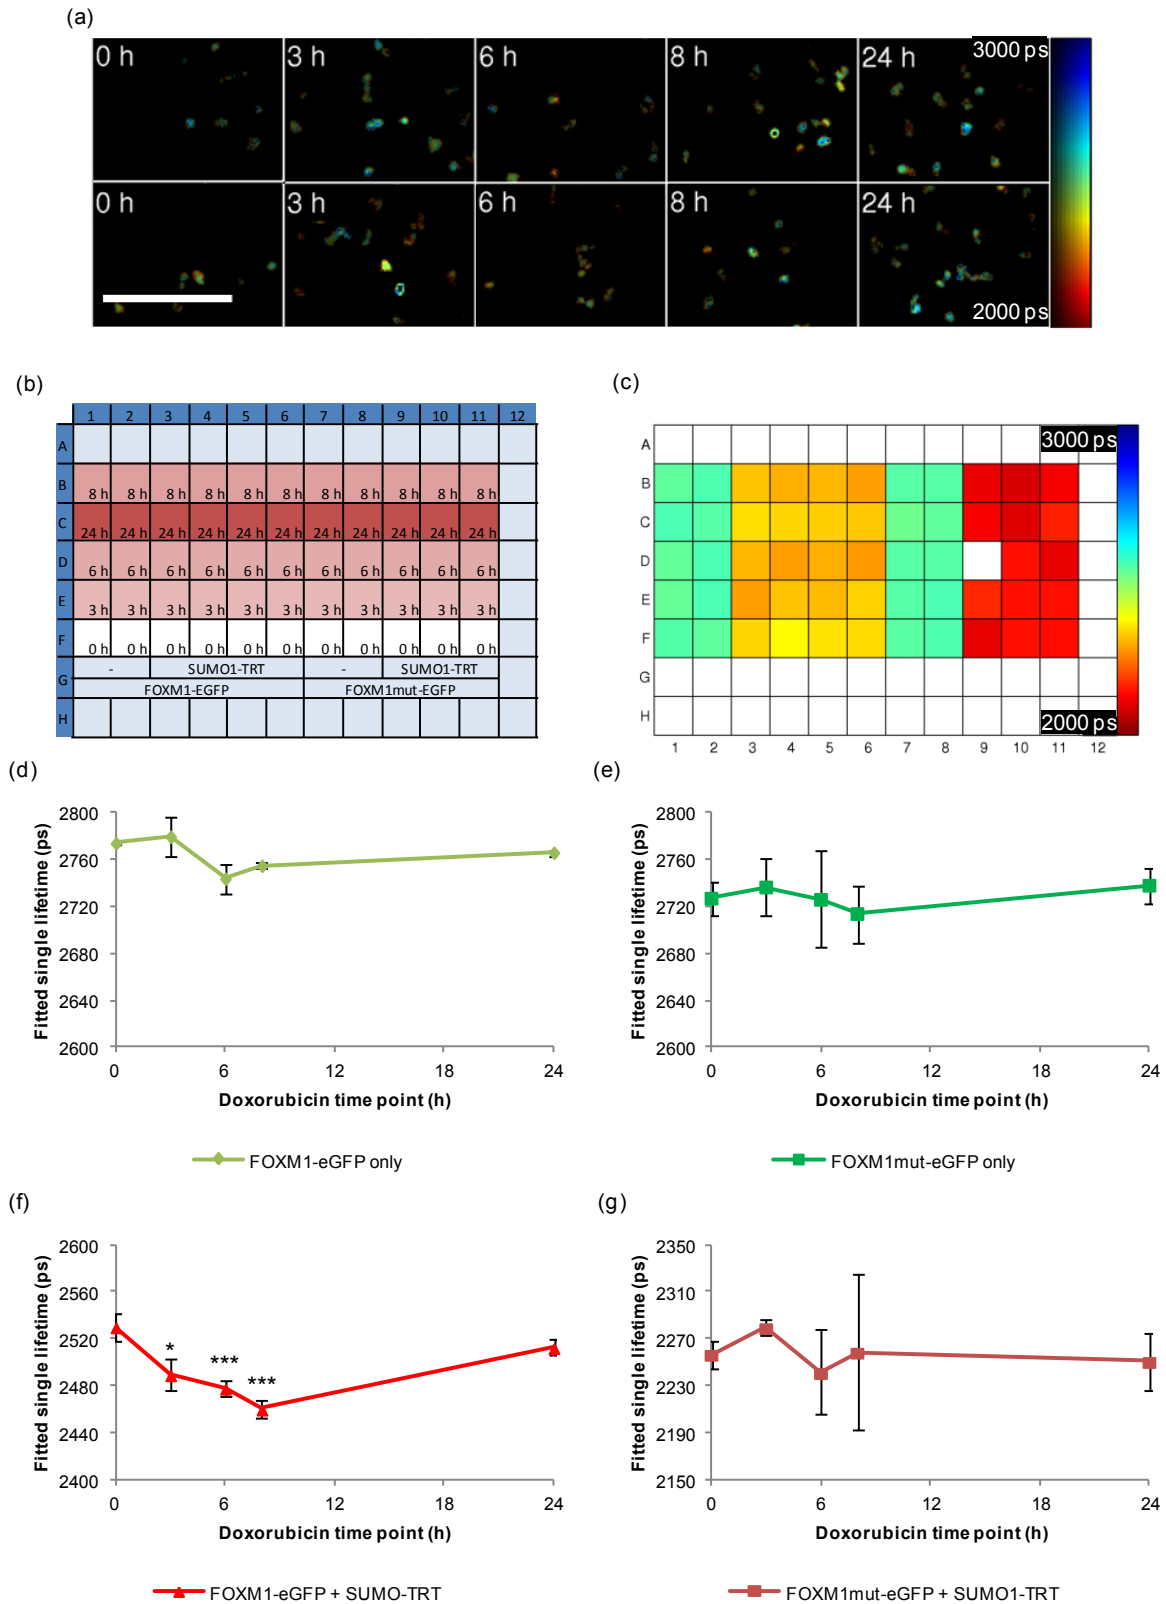 (a)
0 h 3 h 6 h 8 h 24 h 3000 ps
0 h 3 h 6 h 8 h 24 h 2000 ps
(b)
1 2 3 4 5 6 7 8 9 10 11 12
A
B 8 h 8 h 8 h 8 h 8 h 8 h 8 h 8 h 8 h 8 h 8 h
C 24 h 24 h 24 h 24 h 24 h 24 h 24 h 24 h 24 h 24 h 24 h
D 6 h 6 h 6 h 6 h 6 h 6 h 6 h 6 h 6 h 6 h 6 h
E 3 h 3 h 3 h 3 h 3 h 3 h 3 h 3 h 3 h 3 h 3 h
F 0 h 0 h 0 h 0 h 0 h 0 h 0 h 0 h 0 h 0 h 0 h
G - SUMO1-TRT - SUMO1-TRT
FOXM1-EGFP FOXM1mut-EGFP
H
(c)
A 3000 ps
B
C
D
E
F
G
H 2000 ps
1 2 3 4 5 6 7 8 9 10 11 12
(d)
Fitted single lifetime (ps)
2800
2760
2720
2680
2640
2600
0 6 12 18 24
Doxorubicin time point (h)
FOXM1-eGFP only
(e)
Fitted single lifetime (ps)
2800
2760
2720
2680
2640
2600
0 6 12 18 24
Doxorubicin time point (h)
FOXM1mut-eGFP only
(f)
Fitted single lifetime (ps)
2600
2560
2520
2480
2440
2400
* *** ***
0 6 12 18 24
Doxorubicin time point (h)
FOXM1-eGFP + SUMO-TRT
(g)
Fitted single lifetime (ps)
2350
2310
2270
2230
2190
2150
0 6 12 18 24
Doxorubicin time point (h)
FOXM1mut-eGFP + SUMO1-TRT